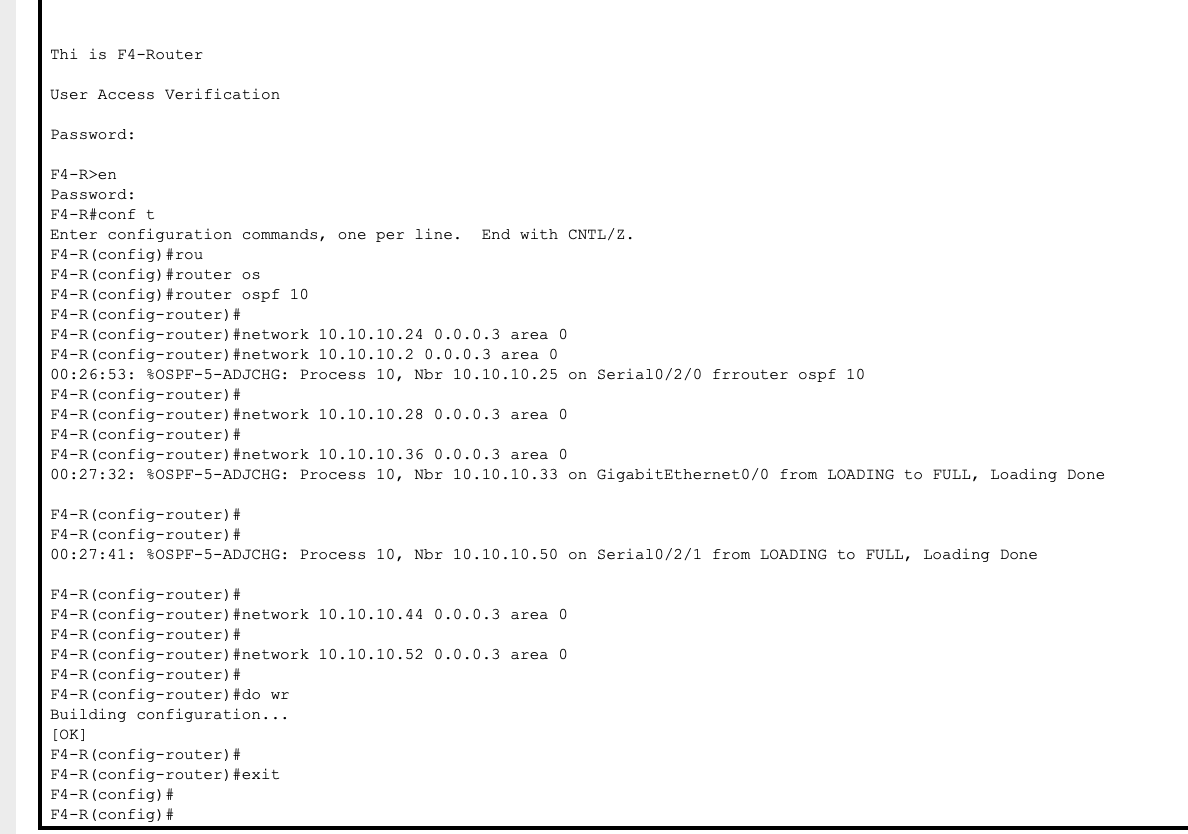 Thi is F4-Router
User Access Verification
Password:
F4-R>en
Password:
F4-R#conf t
Enter configuration commands, one per line.  End with CNTL/Z.
F4-R(config)#rou
F4-R(config)#router os
F4-R(config)#router ospf 10
F4-R(config-router)#
F4-R(config-router)#network 10.10.10.24 0.0.0.3 area 0
F4-R(config-router)#network 10.10.10.2 0.0.0.3 area 0
00:26:53: %OSPF-5-ADJCHG: Process 10, Nbr 10.10.10.25 on Serial0/2/0 frrouter ospf 10
F4-R(config-router)#
F4-R(config-router)#network 10.10.10.28 0.0.0.3 area 0
F4-R(config-router)#
F4-R(config-router)#network 10.10.10.36 0.0.0.3 area 0
00:27:32: %OSPF-5-ADJCHG: Process 10, Nbr 10.10.10.33 on GigabitEthernet0/0 from LOADING to FULL, Loading Done
F4-R(config-router)#
F4-R(config-router)#
00:27:41: %OSPF-5-ADJCHG: Process 10, Nbr 10.10.10.50 on Serial0/2/1 from LOADING to FULL, Loading Done
F4-R(config-router)#
F4-R(config-router)#network 10.10.10.44 0.0.0.3 area 0
F4-R(config-router)#
F4-R(config-router)#network 10.10.10.52 0.0.0.3 area 0
F4-R(config-router)#
F4-R(config-router)#do wr
Building configuration...
[OK]
F4-R(config-router)#
F4-R(config-router)#exit
F4-R(config)#
F4-R(config)#